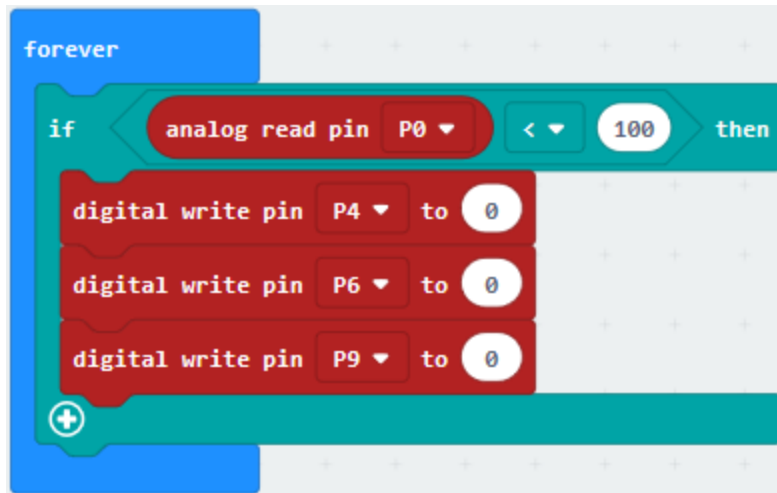 forever
if analog read pin P0 < 100 then
digital write pin P4 to 0
digital write pin P6 to 0
digital write pin P9 to 0